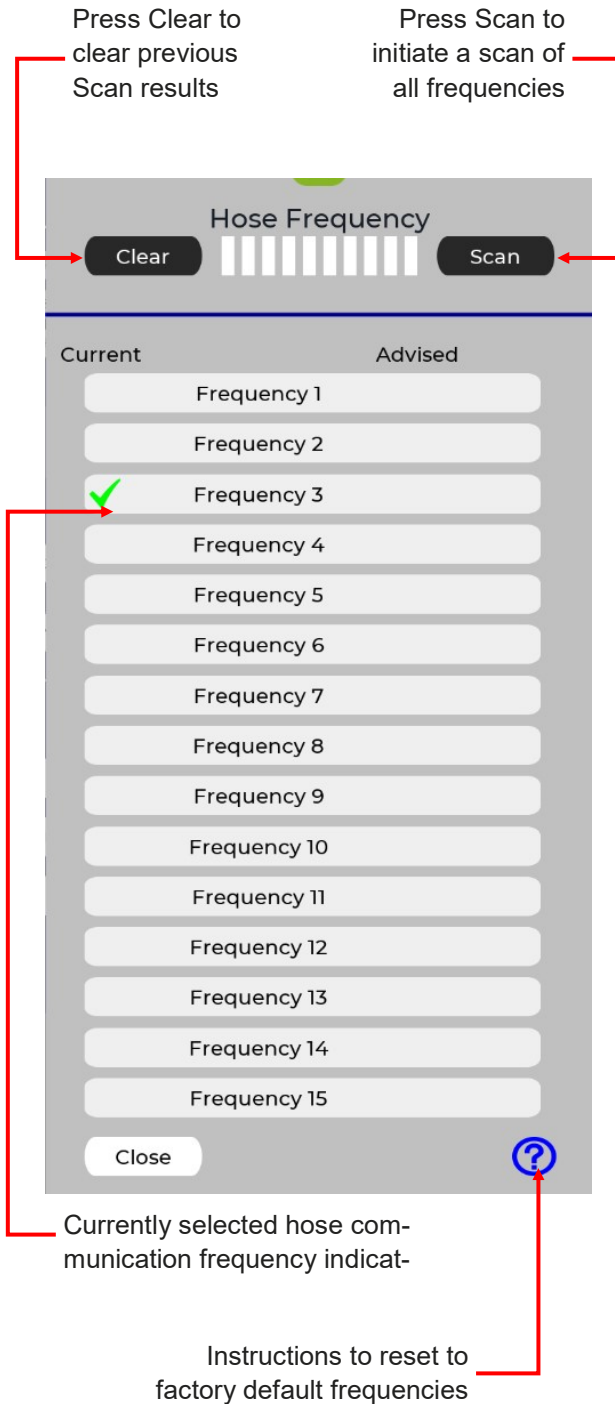 Press Clear to
clear previous
Scan results
Press Scan to
initiate a scan of
all frequencies
Hose Frequency
Clear
Scan
Current
Advised
Frequency 1
Frequency 2
Frequency 3
Frequency 4
Frequency 5
Frequency 6
Frequency 7
Frequency 8
Frequency 9
Frequency 10
Frequency 11
Frequency 12
Frequency 13
Frequency 14
Frequency 15
Close
?
Currently selected hose com-
munication frequency indicat-
Instructions to reset to
factory default frequencies